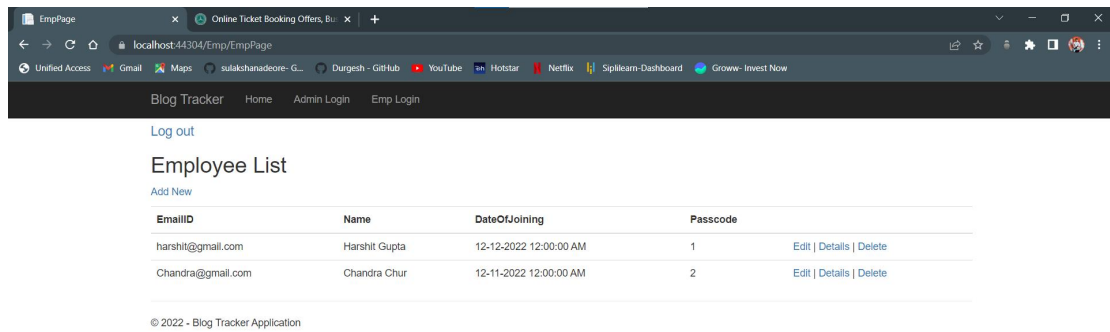 EmpPage
Online Ticket Booking Offers, Bu
localhost:44304/Emp/EmpPage
Unified Access Gmail Maps sulakshanadeore- G... Durgesh - GitHub YouTube Hotstar Netflix Siplilearn-Dashboard Groww- Invest Now
Blog Tracker Home Admin Login Emp Login
Log out
Employee List
Add New
EmailID Name DateOfJoining Passcode
harshit@gmail.com Harshit Gupta 12-12-2022 12:00:00 AM 1 Edit | Details | Delete
Chandra@gmail.com Chandra Chur 12-11-2022 12:00:00 AM 2 Edit | Details | Delete
© 2022 - Blog Tracker Application